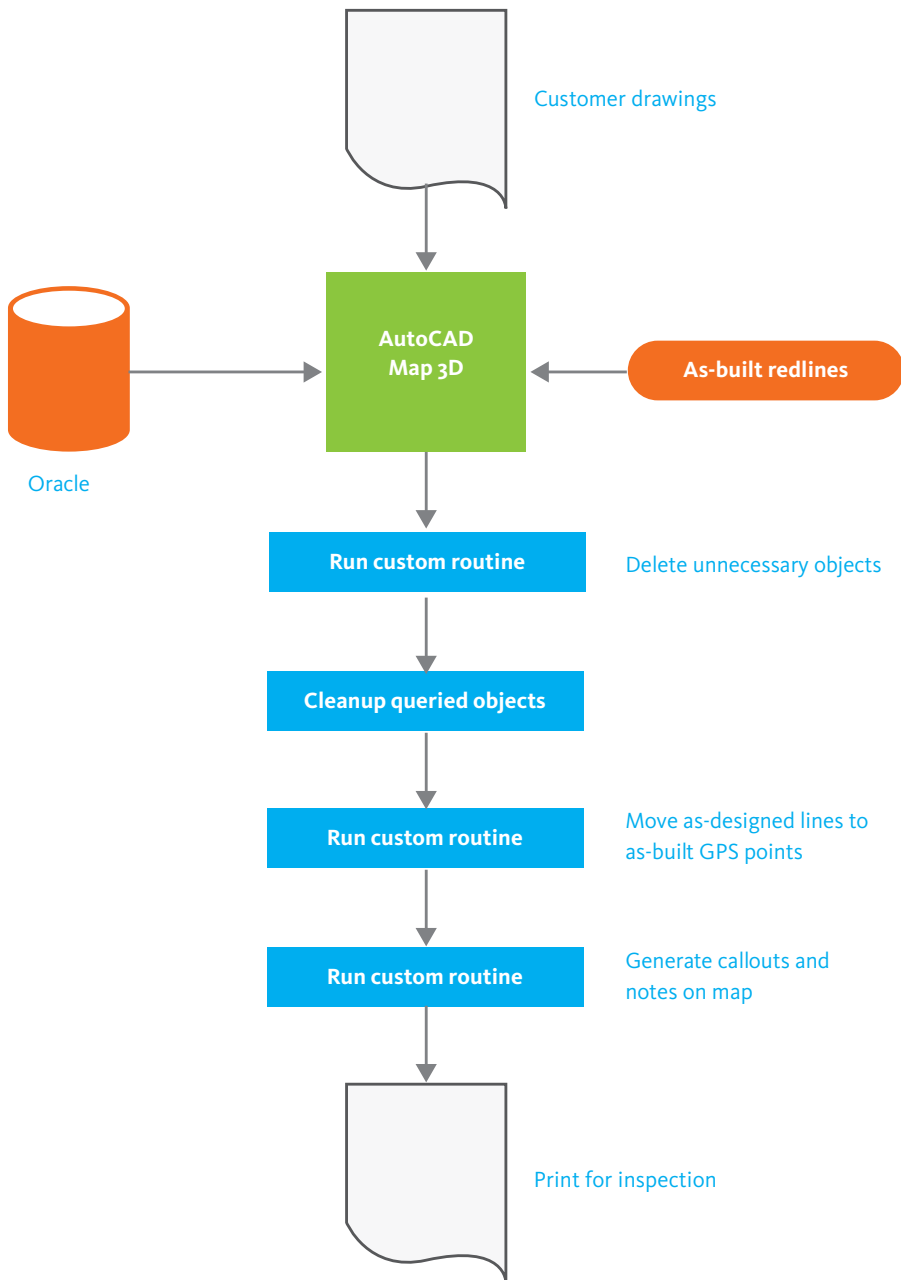 Customer drawings
AutoCAD
Map 3D
As-built redlines
Oracle
Run custom routine
Delete unnecessary objects
Cleanup queried objects
Run custom routine
Move as-designed lines to
as-built GPS points
Run custom routine
Generate callouts and
notes on map
Print for inspection